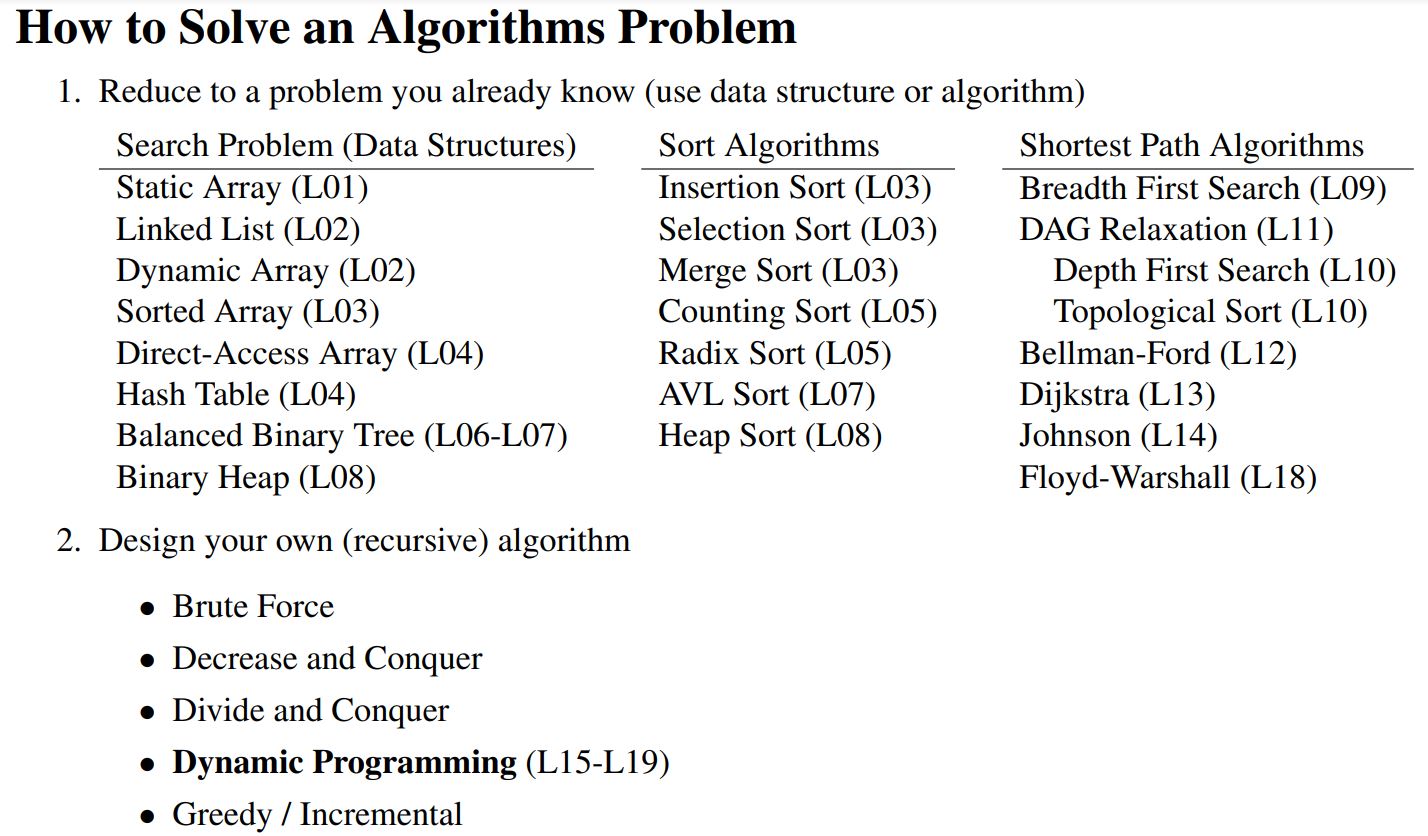 How to Solve an Algorithms Problem
1. Reduce to a problem you already know (use data structure or algorithm)
Search Problem (Data Structures) Sort Algorithms Shortest Path Algorithms
Static Array (L01) Insertion Sort (L03) Breadth First Search (L09)
Linked List (L02) Selection Sort (L03) DAG Relaxation (L11)
Dynamic Array (L02) Merge Sort (L03) Depth First Search (L10)
Sorted Array (L03) Counting Sort (L05) Topological Sort (L10)
Direct-Access Array (L04) Radix Sort (L05) Bellman-Ford (L12)
Hash Table (L04) AVL Sort (L07) Dijkstra (L13)
Balanced Binary Tree (L06-L07) Heap Sort (L08) Johnson (L14)
Binary Heap (L08) Floyd-Warshall (L18)
2. Design your own (recursive) algorithm
• Brute Force
• Decrease and Conquer
• Divide and Conquer
• Dynamic Programming (L15-L19)
• Greedy / Incremental